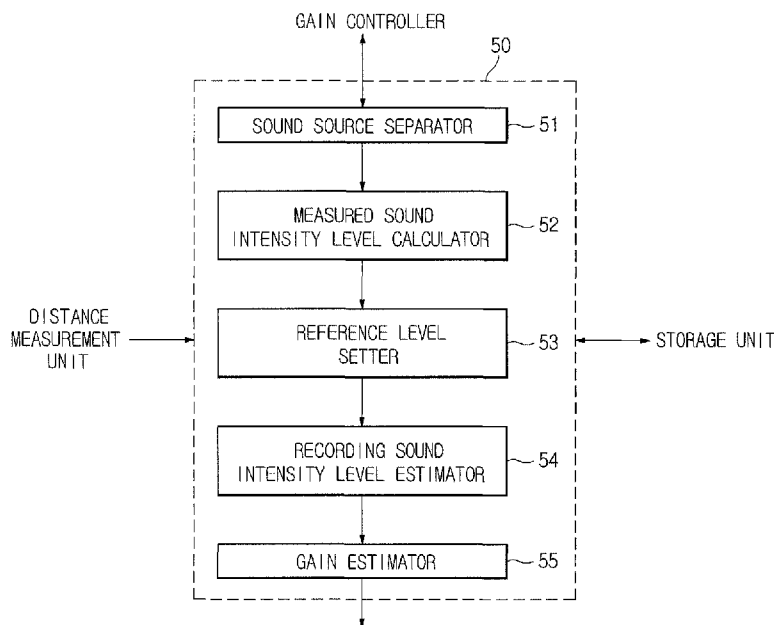 GAIN CONTROLLER
50
SOUND SOURCE SEPARATOR
51
MEASURED SOUND
INTENSITY LEVEL CALCULATOR
52
DISTANCE
MEASUREMENT
UNIT
REFERENCE LEVEL
SETTER
53
STORAGE UNIT
RECORDING SOUND
INTENSITY LEVEL ESTIMATOR
54
GAIN ESTIMATOR
55